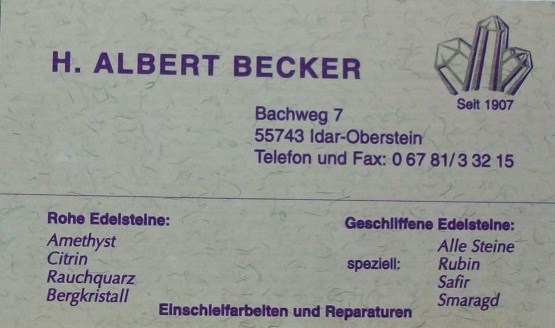 H. ALBERT BECKER
Seit 1907
Bachweg 7
55743 Idar-Oberstein
Telefon und Fax: 0 67 81/3 32 15
Rohe Edelsteine:
Amethyst
Citrin
Rauchquarz
Bergkristall
Geschliffene Edelsteine:
Alle Steine
speziell: Rubin
Safir
Smaragd
Einschleifarbeiten und Reparaturen